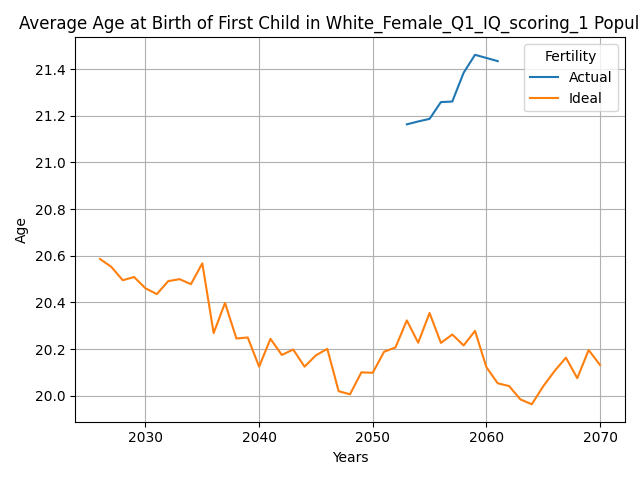 Average Age at Birth of First Child in White_Female_Q1_IQ_scoring_1 Popul
Fertility
Actual
Ideal
21.4
21.2
21.0
20.8
20.6
20.4
20.2
20.0
Age
2030
2040
2050
2060
2070
Years